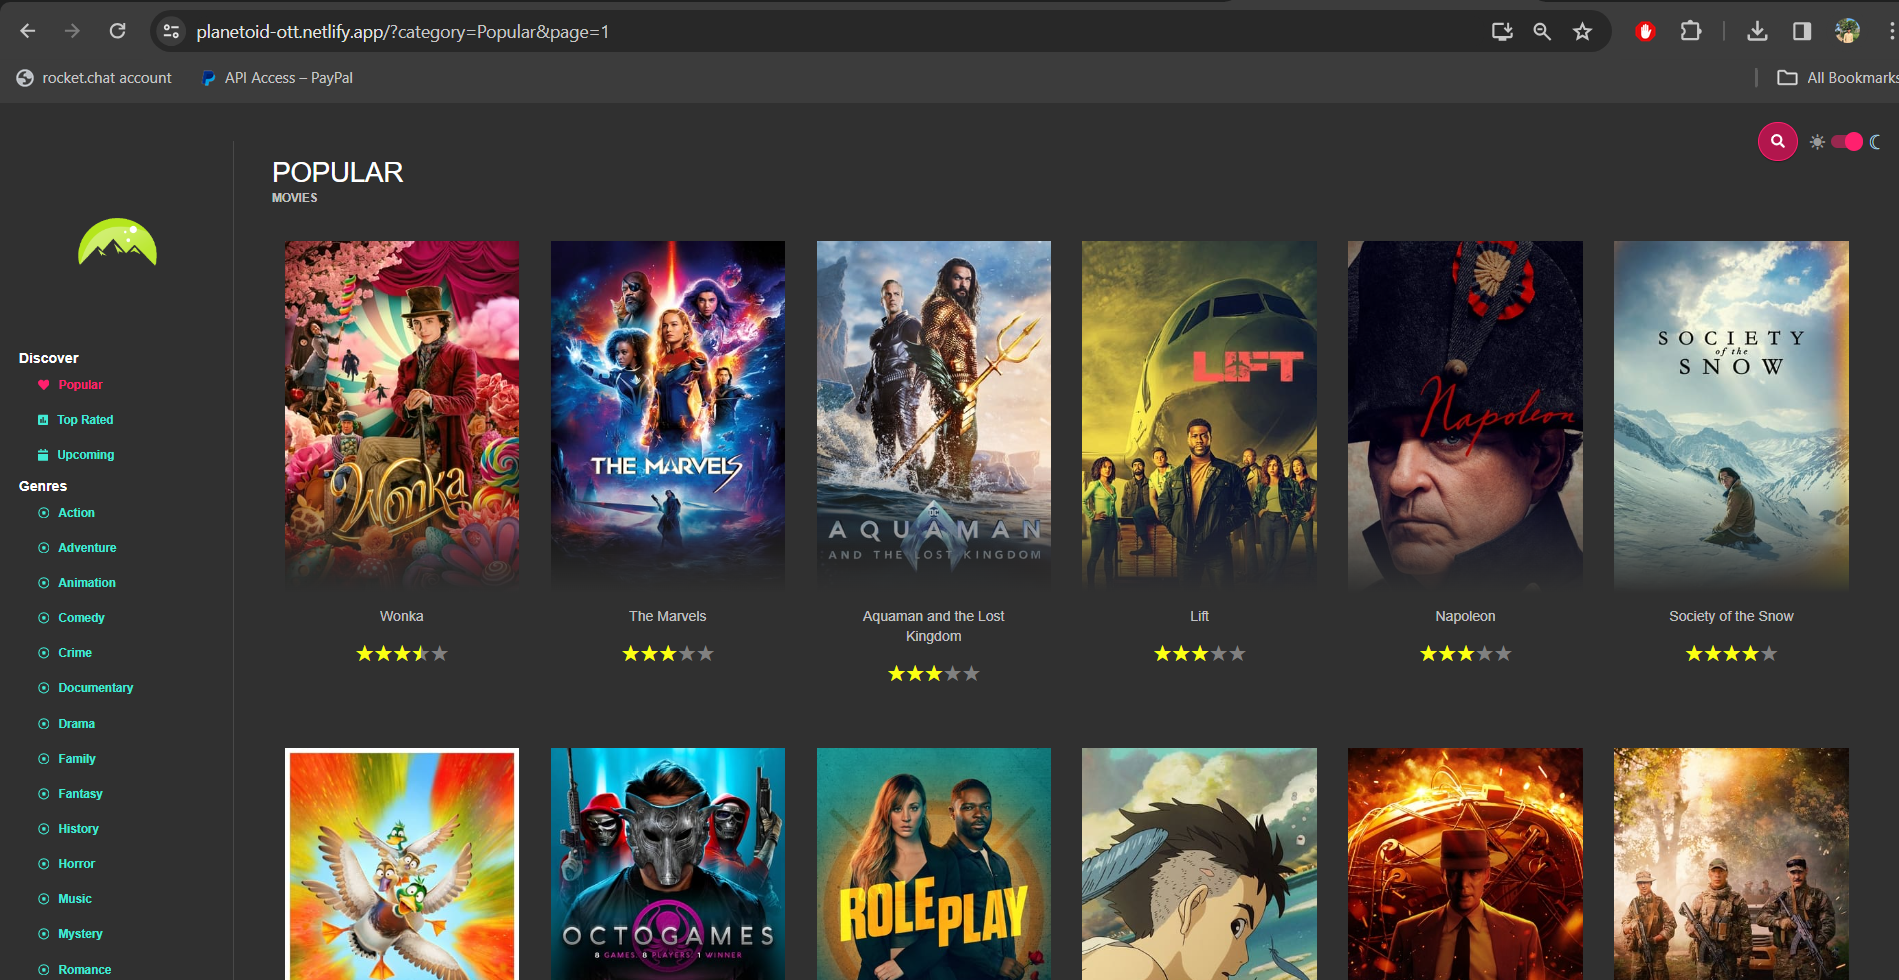 planetoid-ott.netlify.app/?category=Popular&page=1
rocket.chat account
API Access – PayPal
All Bookmarks
POPULAR
MOVIES
Discover
Popular
Top Rated
Upcoming
Genres
Action
Adventure
Animation
Comedy
Crime
Documentary
Drama
Family
Fantasy
History
Horror
Music
Mystery
Romance
Wonka
THE MARVELS
DC
AQUAMAN
AND THE LOST KINGDOM
LIFT
Napoleon
SOCIETY
of the
SNOW
Wonka
The Marvels
Aquaman and the Lost
Kingdom
Lift
Napoleon
Society of the Snow
OCTOGAMES
8 GAMES. 8 PLAYERS. 1 WINNER
ROLE PLAY